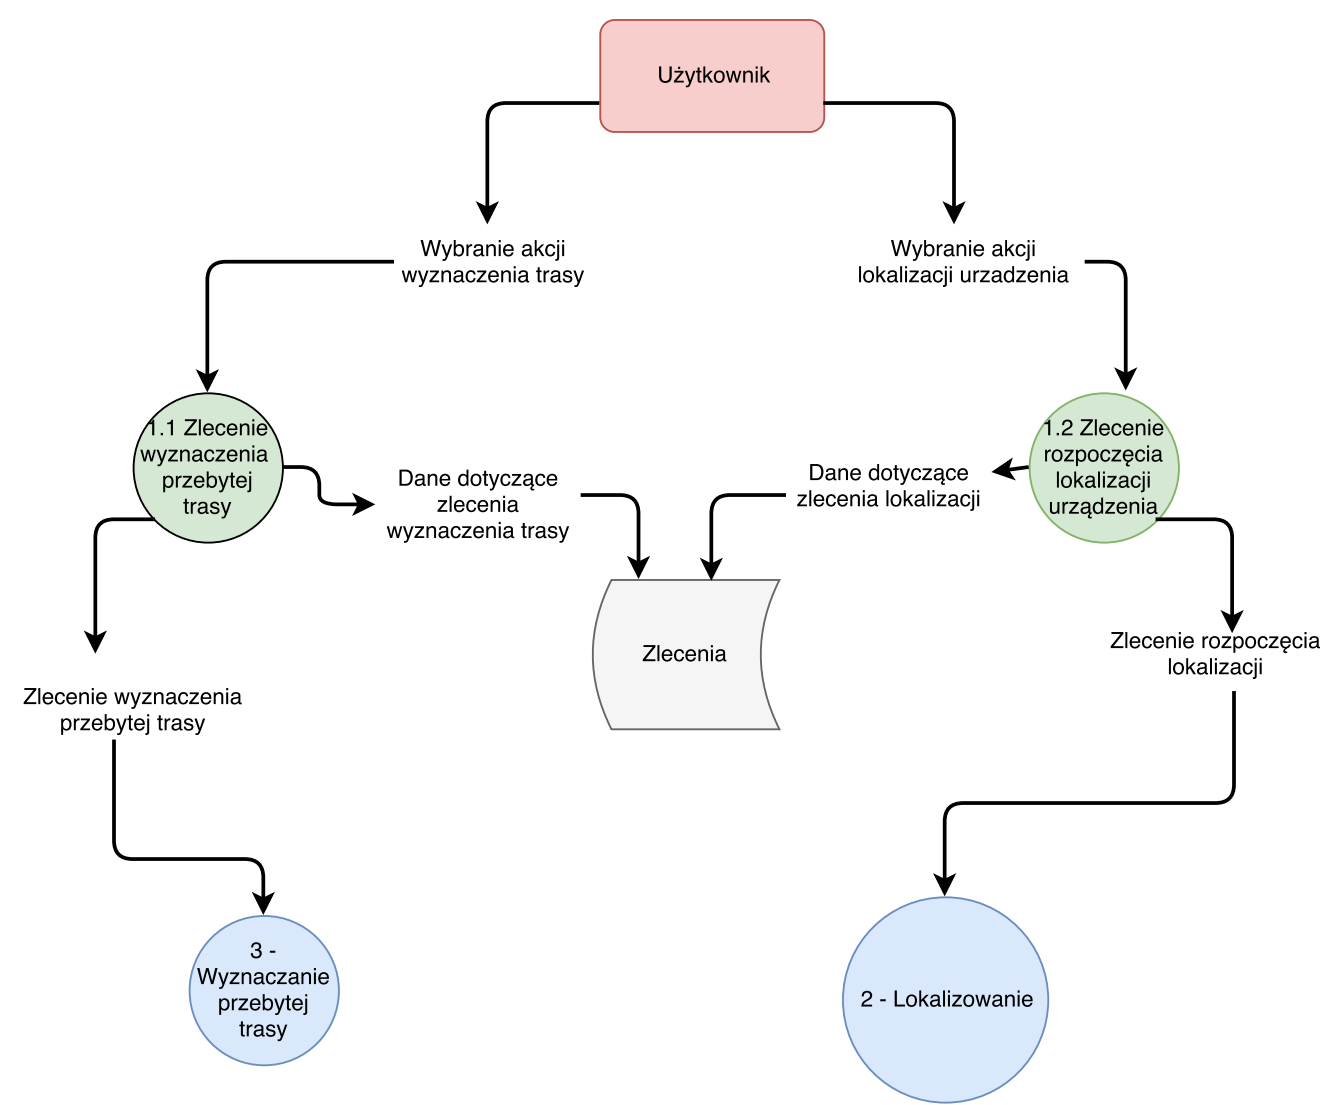 Użytkownik
Wybranie akcji
wyznaczenia trasy
Wybranie akcji
lokalizacji urzadzenia
1.1 Zlecenie
wyznaczenia
przebytej
trasy
Dane dotyczące
zlecenia
wyznaczenia trasy
Dane dotyczące
zlecenia lokalizacji
1.2 Zlecenie
rozpoczęcia
lokalizacji
urządzenia
Zlecenia
Zlecenie rozpoczęcia
lokalizacji
Zlecenie wyznaczenia
przebytej trasy
3 -
Wyznaczanie
przebytej
trasy
2 - Lokalizowanie